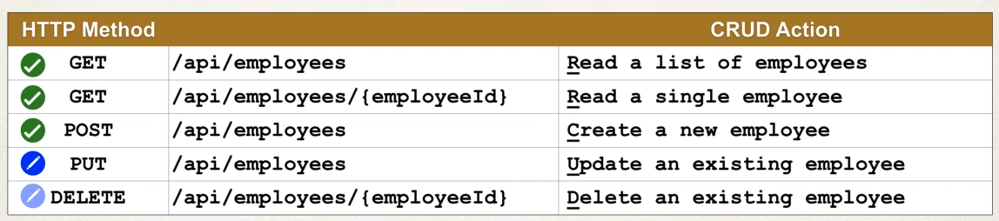 HTTP Method CRUD Action
GET /api/employees Read a list of employees
GET /api/employees/{employeeId} Read a single employee
POST /api/employees Create a new employee
PUT /api/employees Update an existing employee
DELETE /api/employees/{employeeId} Delete an existing employee